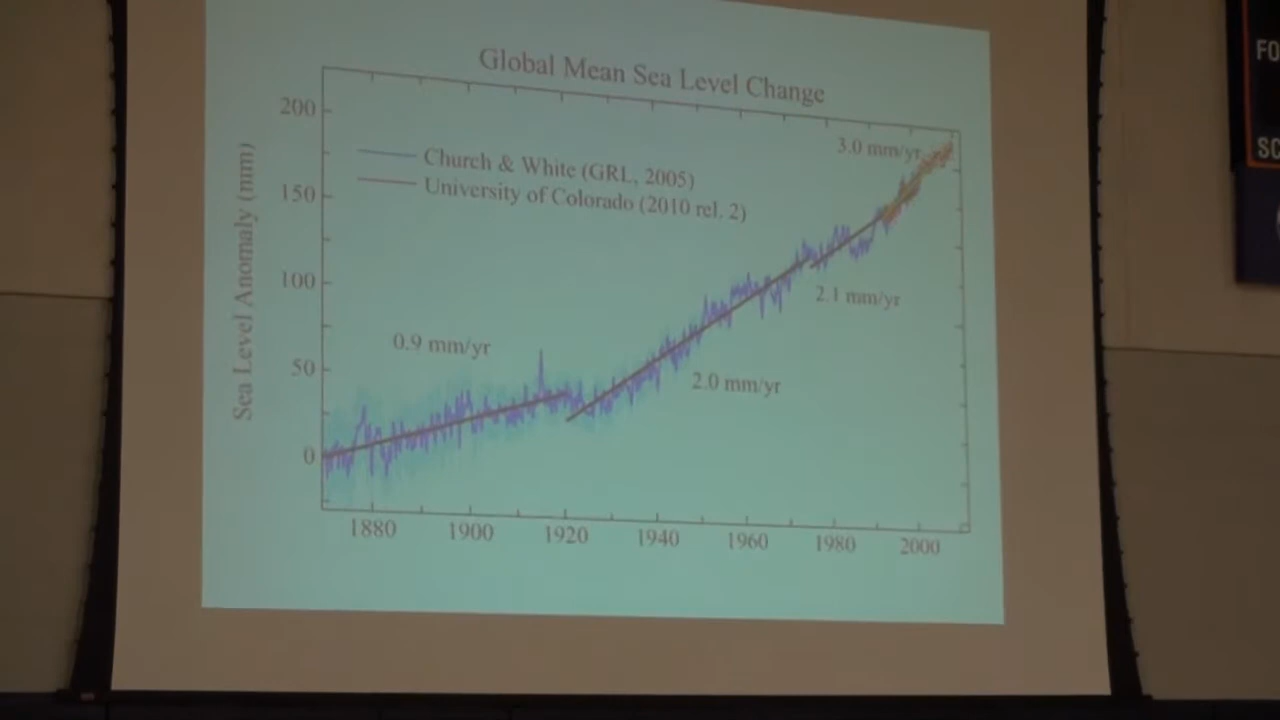 Global Mean Sea Level Change
200
150
100
50
0
Sea Level Anomaly (mm)
Church & White (GRL, 2005)
University of Colorado (2010 rel. 2)
3.0 mm/yr
2.1 mm/yr
0.9 mm/yr
2.0 mm/yr
1880 1900 1920 1940 1960 1980 2000